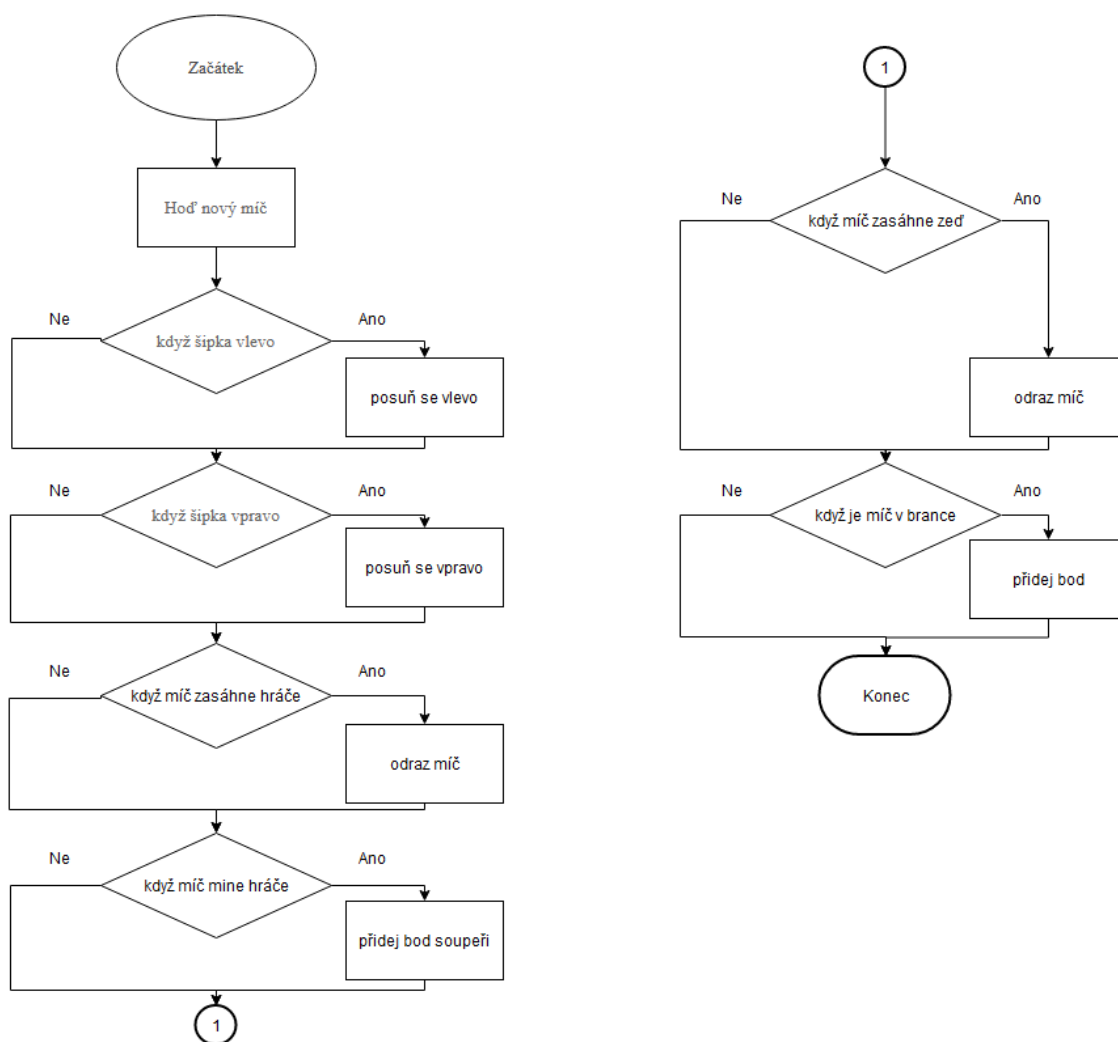 Začátek
Hoď nový míč
Ne
Ano
když šipka vlevo
posuň se vlevo
Ne
Ano
když šipka vpravo
posuň se vpravo
Ne
Ano
když míč zasáhne hráče
odraz míč
Ne
Ano
když míč mine hráče
přidej bod soupeři
1
1
Ne
Ano
když míč zasáhne zeď
odraz míč
Ne
Ano
když je míč v brance
přidej bod
Konec